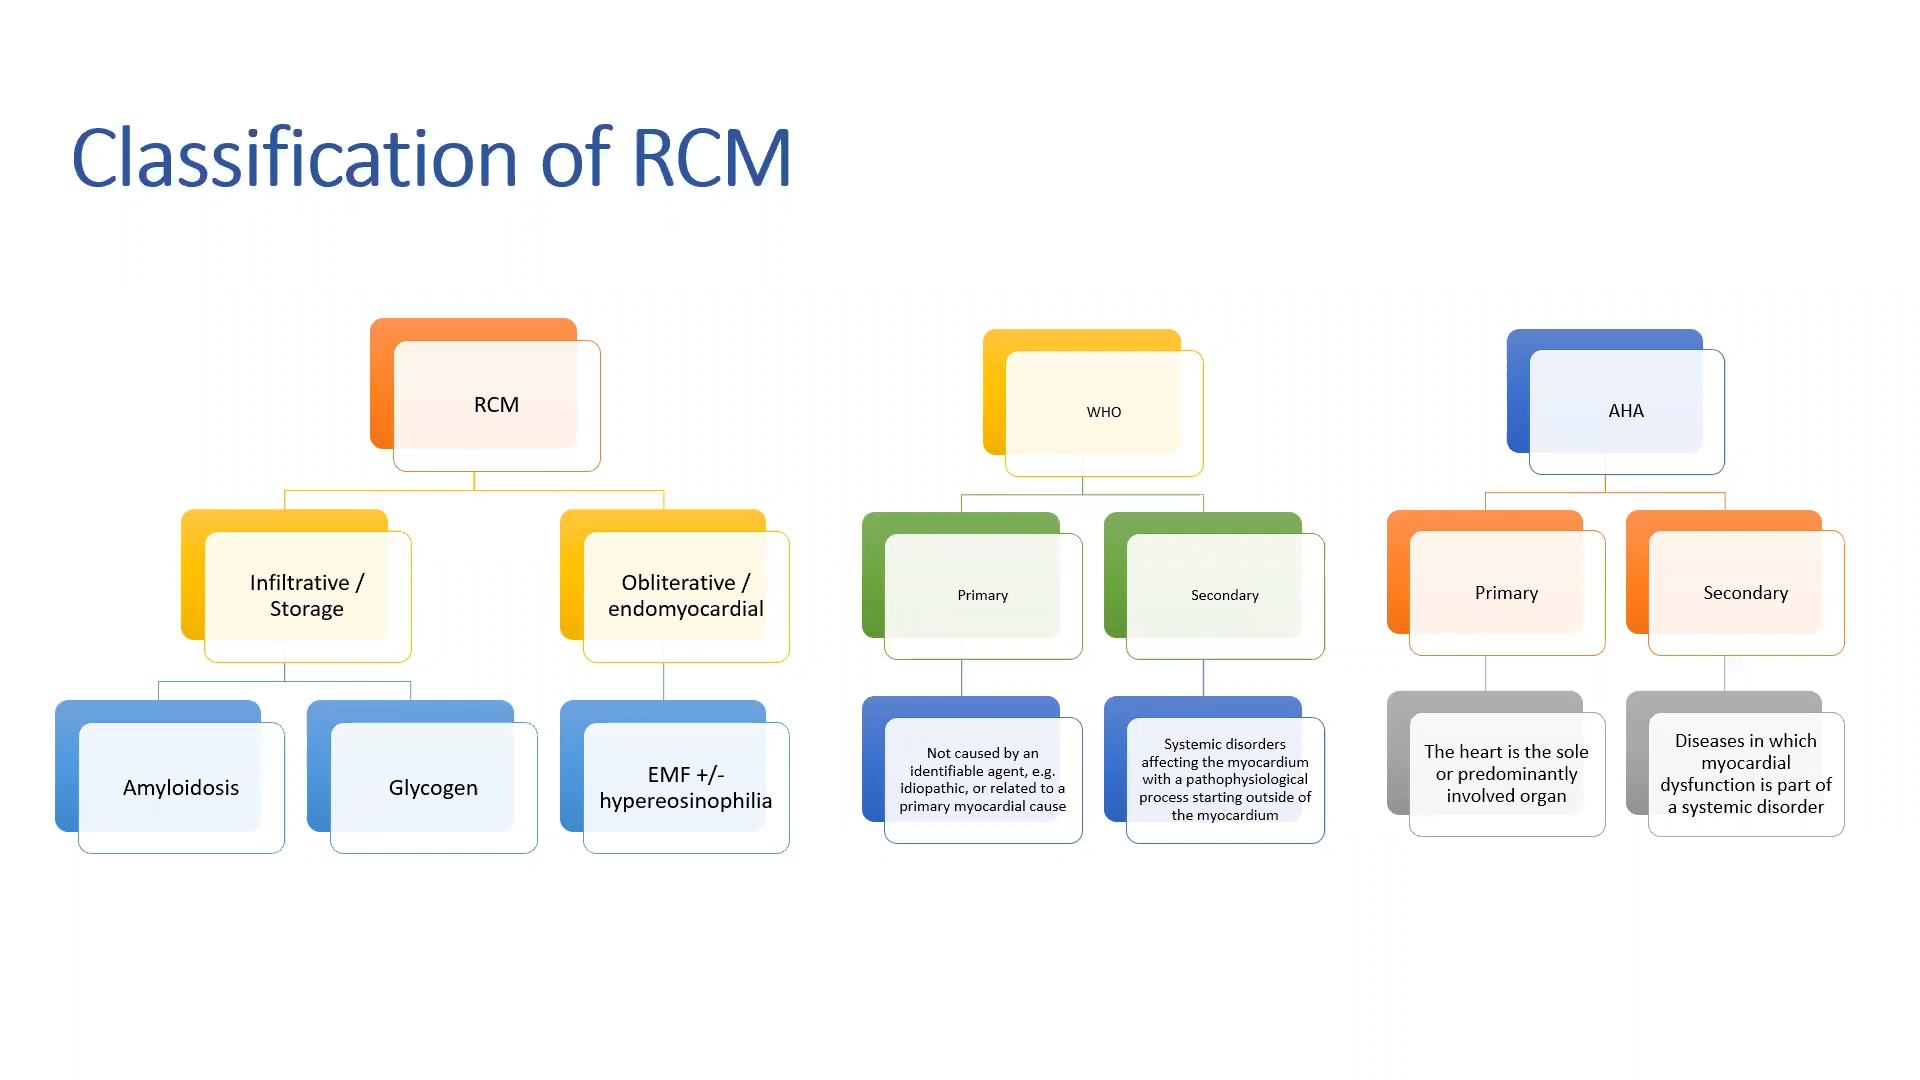 Classification of RCM
RCM
Infiltrative /
Storage
Obliterative /
endomyocardial
Amyloidosis
Glycogen
EMF +/-
hypereosinophilia
WHO
Primary
Secondary
Not caused by an
identifiable agent, e.g.
idiopathic, or related to a
primary myocardial cause
Systemic disorders
affecting the myocardium
with a pathophysiological
process starting outside of
the myocardium
AHA
Primary
Secondary
The heart is the sole
or predominantly
involved organ
Diseases in which
myocardial
dysfunction is part of
a systemic disorder